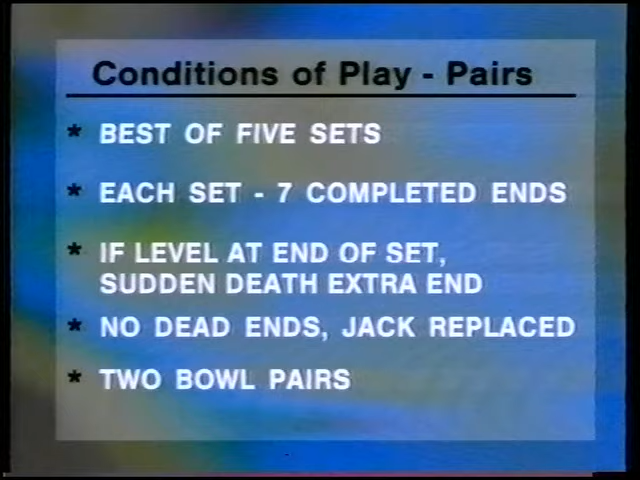 Conditions of Play - Pairs
* BEST OF FIVE SETS
* EACH SET - 7 COMPLETED ENDS
* IF LEVEL AT END OF SET,
SUDDEN DEATH EXTRA END
* NO DEAD ENDS, JACK REPLACED
* TWO BOWL PAIRS